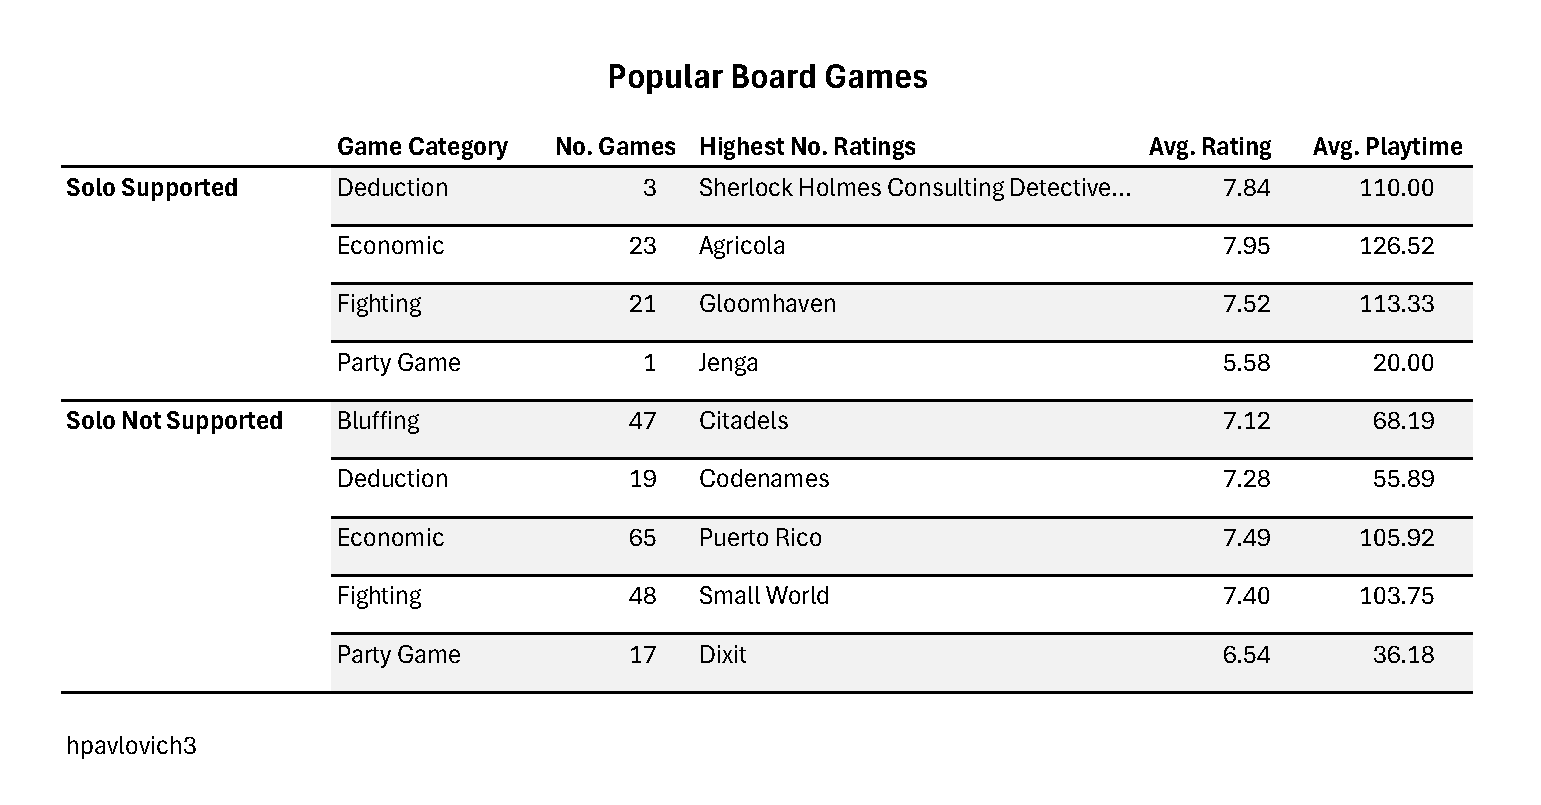 Popular Board Games
Game Category No. Games Highest No. Ratings Avg. Rating Avg. Playtime
Solo Supported Deduction 3 Sherlock Holmes Consulting Detective... 7.84 110.00
Economic 23 Agricola 7.95 126.52
Fighting 21 Gloomhaven 7.52 113.33
Party Game 1 Jenga 5.58 20.00
Solo Not Supported Bluffing 47 Citadels 7.12 68.19
Deduction 19 Codenames 7.28 55.89
Economic 65 Puerto Rico 7.49 105.92
Fighting 48 Small World 7.40 103.75
Party Game 17 Dixit 6.54 36.18
hpavlovich3